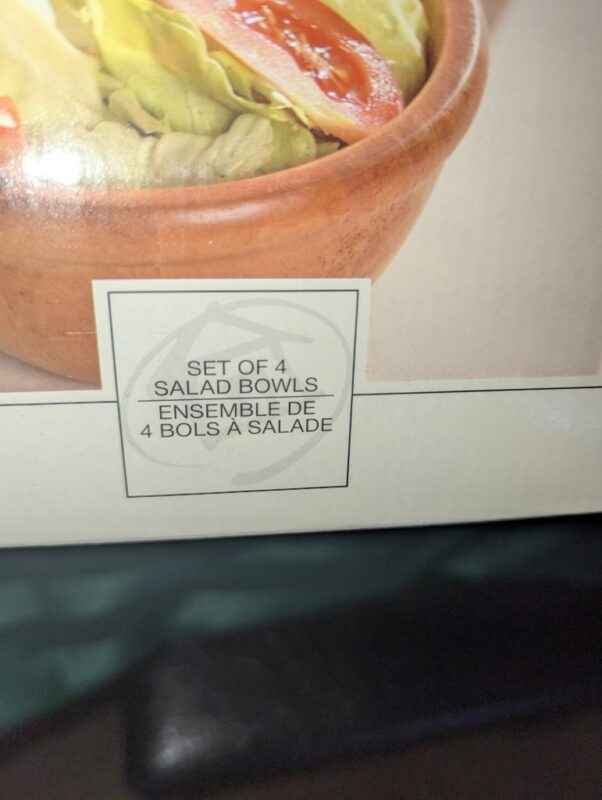 SET OF 4
SALAD BOWLS
ENSEMBLE DE
4 BOLS À SALADE